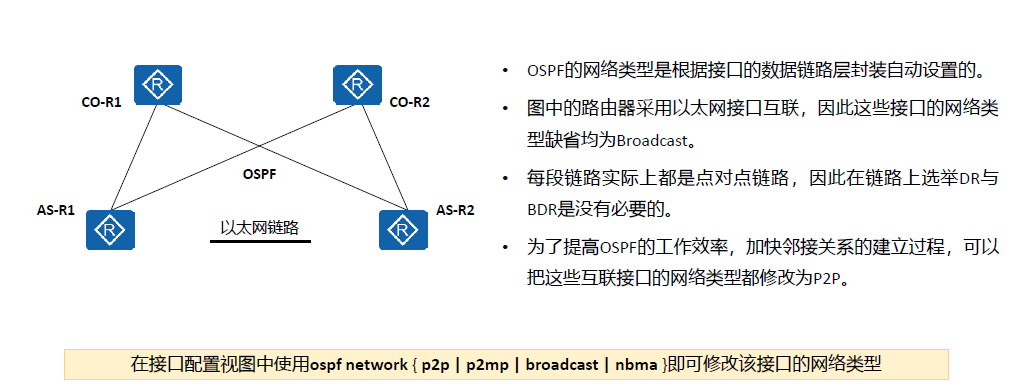 CO-R1
CO-R2
OSPF
AS-R1
AS-R2
以太网链路
• OSPF的网络类型是根据接口的数据链路层封装自动设置的。
• 图中的路由器采用以太网接口互联，因此这些接口的网络类
型缺省均为Broadcast。
• 每段链路实际上都是点对点链路，因此在链路上选举DR与
BDR是没有必要的。
• 为了提高OSPF的工作效率，加快邻接关系的建立过程，可以
把这些互联接口的网络类型都修改为P2P。
在接口配置视图中使用ospf network { p2p | p2mp | broadcast | nbma }即可修改该接口的网络类型
R
R
R
R